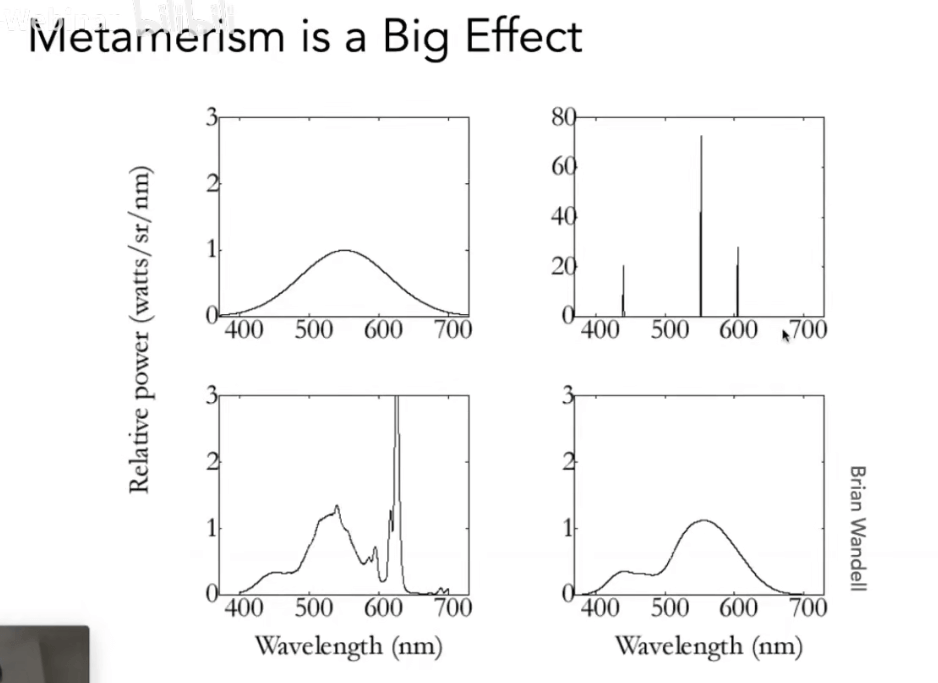 Webinar bilibili
Metamerism is a Big Effect
Relative power (watts/sr/nm)
3
2
1
0
400 500 600 700
80
60
40
20
0
400 500 600 700
3
2
1
0
400 500 600 700
Wavelength (nm)
3
2
1
0
400 500 600 700
Wavelength (nm)
Brian Wandell